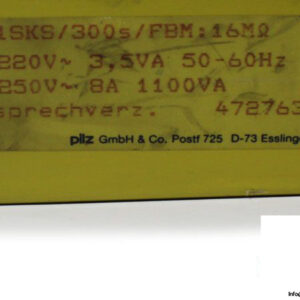 1SKS/300s/FBM:16MΩ
220V~ 3,5VA 50-60Hz
250V~ 8A 1100VA
sprechverz. 472763
pilz GmbH & Co. Postf 725 D-73 Essling